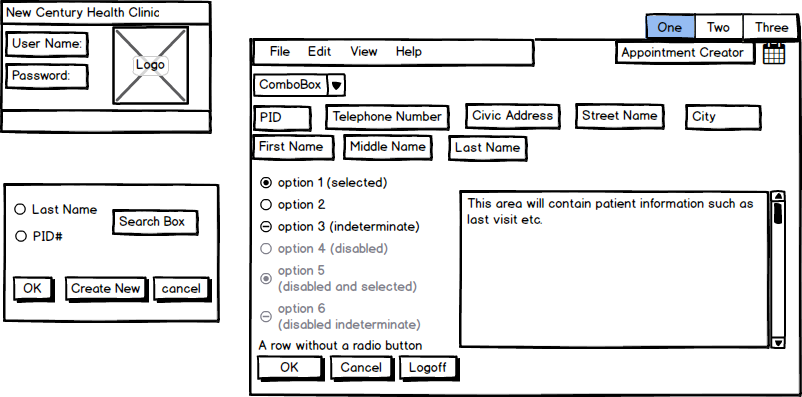 New Century Health Clinic
User Name:
Password:
Logo
Last Name
PID#
Search Box
OK
Create New
cancel
One
Two
Three
File
Edit
View
Help
Appointment Creator
ComboBox
PID
Telephone Number
Civic Address
Street Name
City
First Name
Middle Name
Last Name
option 1 (selected)
option 2
option 3 (indeterminate)
option 4 (disabled)
option 5
(disabled and selected)
option 6
(disabled indeterminate)
A row without a radio button
This area will contain patient information such as
last visit etc.
OK
Cancel
Logoff